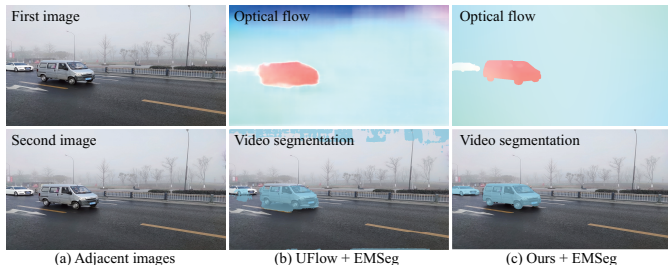 First image
Optical flow
Optical flow
Second image
Video segmentation
Video segmentation
(a) Adjacent images
(b) UFlow + EMSeg
(c) Ours + EMSeg